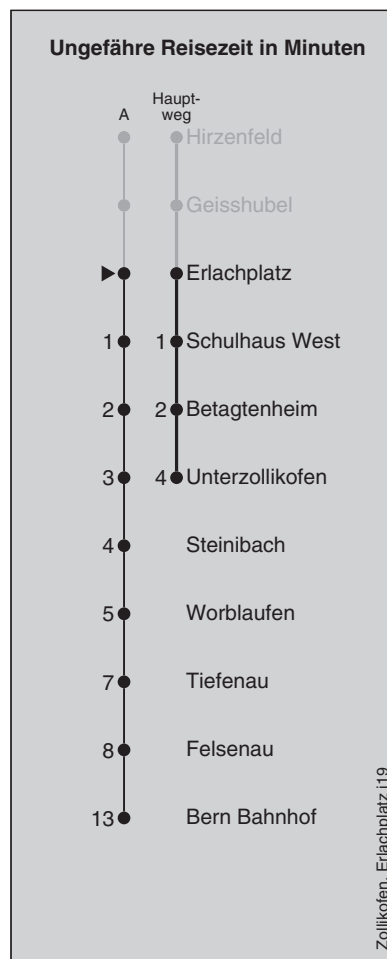 Ungefähre Reisezeit in Minuten
A Haupt-
weg
Hirzenfeld
Geisshubel
Erlachplatz
1 1 Schulhaus West
2 2 Betagtenheim
3 4 Unterzollikofen
4 Steinibach
5 Worblaufen
7 Tiefenau
8 Felsenau
13 Bern Bahnhof
Zollikofen, Erlachplatz j19